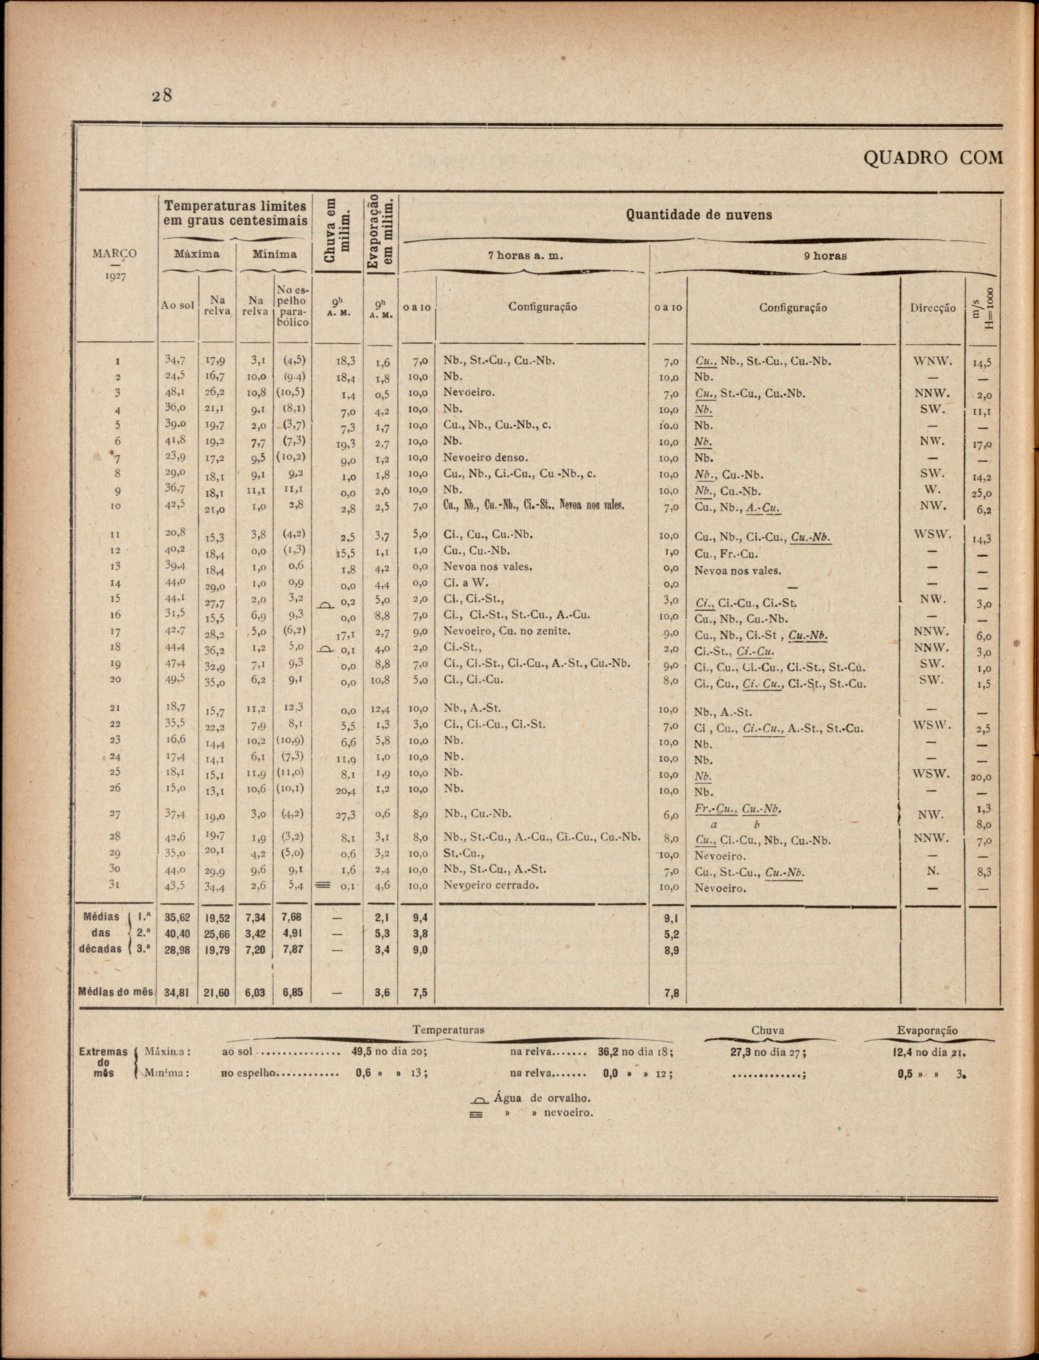 28
QUADRO COM
MARÇO
1927
Temperaturas limites em graus centesimais
Chuva em milim.
Evaporação em milim.
Quantidade de nuvens
Máxima Minima 7 horas a. m. 9 horas
Ao sol Na relva Na relva No espelho parabólico 9h A. M. 9h A. M. 0 a 10 Configuração 0 a 10 Configuração Direcção m/s H=1000
1 34,7 17,9 3,1 (4,5) 18,3 1,6 7,0 Nb., St.-Cu., Cu.-Nb. 7,0 Cu., Nb., St.-Cu., Cu.-Nb. WNW. 14,5
2 24,5 16,7 10,0 (9 4) 18,4 1,8 10,0 Nb. 10,0 Nb. — —
3 48,1 26,2 10,8 (10,5) 1,4 0,5 10,0 Nevoeiro. 7,0 Cu., St.-Cu., Cu.-Nb. NNW. 2,0
4 36,0 21,1 9,1 (8,1) 7,0 4,2 10,0 Nb. 10,0 Nb. SW. 11,1
5 39,0 19,7 2,0 (3,7) 7,3 1,7 10,0 Cu., Nb., Cu.-Nb., c. 10,0 Nb. — —
6 41,8 19,2 7,7 (7,3) 19,3 2,7 10,0 Nb. 10,0 Nb. NW. 17,0
7 23,9 17,2 9,5 (10,2) 9,0 1,2 10,0 Nevoeiro denso. 10,0 Nb. — —
8 29,0 18,1 9,1 9,2 1,0 1,8 10,0 Cu., Nb., Ci.-Cu., Cu -Nb., c. 10,0 Nb., Cu.-Nb. SW. 14,2
9 36,7 18,1 11,1 11,1 0,0 2,6 10,0 Nb. 10,0 Nb., Cu.-Nb. W. 25,0
10 42,5 21,0 1,0 2,8 2,8 2,5 7,0 Cu., Nb., Cu.-Nb., Ci.-St.. Nevoa nos vales. 7,0 Cu., Nb., A.-Cu. NW. 6,2
11 20,8 15,3 3,8 (4,2) 2,5 3,7 5,0 Ci., Cu., Cu.-Nb. 10,0 Cu., Nb., Ci.-Cu., Cu.-Nb. WSW. 14,3
12 40,2 18,4 0,0 (1,3) 15,5 1,1 1,0 Cu., Cu.-Nb. 1,0 Cu., Fr.-Cu. — —
13 39,4 18,4 1,0 0,6 1,8 4,2 0,0 Nevoa nos vales. 0,0 Nevoa nos vales. — —
14 44,0 29,0 1,0 0,9 0,0 4,4 0,0 Ci. a W. 0,0 — — —
15 44,1 27,7 2,0 3,2 0,2 5,0 2,0 Ci., Ci.-St., 3,0 Ci., Ci.-Cu., Ci.-St. NW. 3,0
16 31,5 15,5 6,9 9,3 0,0 8,8 7,0 Ci., Ci.-St., St.-Cu., A.-Cu. 10,0 Cu., Nb., Cu.-Nb. — —
17 42,7 28,2 5,0 (6,2) 17,1 2,7 9,0 Nevoeiro, Cu. no zenite. 9,0 Cu., Nb., Ci.-St , Cu.-Nb. NNW. 6,0
18 44,4 36,2 1,2 5,0 0,1 4,0 2,0 Ci.-St., 2,0 Ci.-St., Ci.-Cu. NNW. 3,0
19 47,4 32,9 7,1 9,3 0,0 8,8 7,0 Ci., Ci.-St., Ci.-Cu., A.-St., Cu.-Nb. 9,0 Ci., Cu., Ci.-Cu., Ci.-St., St.-Cu. SW. 1,0
20 49,5 35,0 6,2 9,1 0,0 10,8 5,0 Ci., Ci.-Cu. 8,0 Ci., Cu., Ci.-Cu., Ci.-St., St.-Cu. SW. 1,5
21 18,7 15,7 11,2 12,3 0,0 12,4 10,0 Nb., A.-St. 10,0 Nb., A.-St. — —
22 35,5 22,2 7,9 8,1 5,5 1,3 3,0 Ci., Ci.-Cu., Ci.-St. 7,0 Ci , Cu., Ci.-Cu., A.-St., St.-Cu. WSW. 2,5
23 16,6 14,4 10,2 (10,9) 6,6 5,8 10,0 Nb. 10,0 Nb. — —
24 17,4 14,1 6,1 (7,3) 11,9 1,0 10,0 Nb. 10,0 Nb. — —
25 18,1 15,1 11,9 (11,0) 8,1 1,9 10,0 Nb. 10,0 Nb. WSW. 20,0
26 15,0 13,1 10,6 (10,1) 20,4 1,2 10,0 Nb. 10,0 Nb. — —
27 37,4 19,0 3,0 (4,2) 27,3 0,6 8,0 Nb., Cu.-Nb. 6,0 Fr.-Cu., Cu.-Nb. a b NW. 1,3 8,0
28 42,6 19,7 1,9 (3,2) 8,1 3,1 8,0 Nb., St.-Cu., A.-Cu., Ci.-Cu., Cu.-Nb. 8,0 Cu., Ci.-Cu., Nb., Cu.-Nb. NNW. 7,0
29 35,0 20,1 4,2 (5,0) 0,6 3,2 10,0 St.-Cu., 10,0 Nevoeiro. — —
30 44,0 29,9 9,6 9,1 1,6 2,4 10,0 Nb., St.-Cu., A.-St. 7,0 Cu., St.-Cu., Cu.-Nb. N. 8,3
31 43,5 34,4 2,6 5,4 0,1 4,6 10,0 Nevoeiro cerrado. 10,0 Nevoeiro. — —
Médias das décadas
1.ª 35,62 19,52 7,34 7,68 — 2,1 9,4 9,1
2.ª 40,40 25,66 3,42 4,91 — 5,3 3,8 5,2
3.ª 28,98 19,79 7,20 7,87 — 3,4 9,0 8,9
Médias do mês 34,81 21,60 6,03 6,85 — 3,6 7,5 7,8
Temperaturas Chuva Evaporação
Extremas do mês
Máxima: ao sol ................ 49,5 no dia 20; na relva....... 36,2 no dia 18; 27,3 no dia 27; 12,4 no dia 21.
Minima: no espelho............ 0,6 » » 13; na relva....... 0,0 » » 12; .............; 0,5 » » 3.
Água de orvalho.
» » nevoeiro.